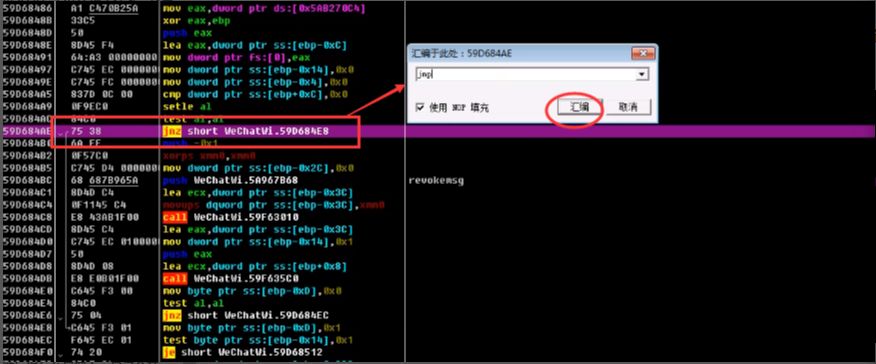 59D68486 A1 C470B25A mov eax,dword ptr ds:[0x5AB270C4]
59D6848B 33C5 xor eax,ebp
59D6848D 50 push eax
59D6848E 8D45 F4 lea eax,dword ptr ss:[ebp-0xC]
59D68491 64:A3 00000000 mov dword ptr fs:[0],eax
59D68497 C745 EC 000000 mov dword ptr ss:[ebp-0x14],0x0
59D6849E C745 FC 000000 mov dword ptr ss:[ebp-0x4],0x0
59D684A5 837D 0C 00 cmp dword ptr ss:[ebp+0xC],0x0
59D684A9 0F9EC0 setle al
59D684AC 84C0 test al,al
59D684AE 75 38 jnz short WeChatWi.59D684E8
59D684B0 6A FF push -0x1
59D684B2 0F57C0 xorps xmm0,xmm0
59D684B5 C745 D4 000000 mov dword ptr ss:[ebp-0x2C],0x0
59D684BC 68 687B965A push WeChatWi.5A967B68 revokemsg
59D684C1 8D4D C4 lea ecx,dword ptr ss:[ebp-0x3C]
59D684C4 0F1145 C4 movups dqword ptr ss:[ebp-0x3C],xmm0
59D684C8 E8 43AB1F00 call WeChatWi.59F63010
59D684CD 8D45 C4 lea eax,dword ptr ss:[ebp-0x3C]
59D684D0 C745 EC 010000 mov dword ptr ss:[ebp-0x14],0x1
59D684D7 50 push eax
59D684D8 8D4D 08 lea ecx,dword ptr ss:[ebp+0x8]
59D684DB E8 E0B01F00 call WeChatWi.59F635C0
59D684E0 C645 F3 00 mov byte ptr ss:[ebp-0xD],0x0
59D684E4 84C0 test al,al
59D684E6 75 04 jnz short WeChatWi.59D684EC
59D684E8 C645 F3 01 mov byte ptr ss:[ebp-0xD],0x1
59D684EC F645 EC 01 test byte ptr ss:[ebp-0x14],0x1
59D684F0 74 20 je short WeChatWi.59D68512
汇编于此处：59D684AE
jmp
使用 NOP 填充 汇编 取消